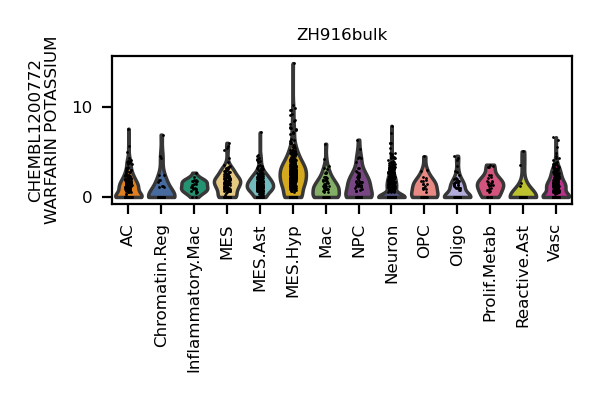 ZH916bulk
CHEMBL1200772
WARFARIN POTASSIUM
10
0
AC
Chromatin.Reg
Inflammatory.Mac
MES
MES.Ast
MES.Hyp
Mac
NPC
Neuron
OPC
Oligo
Prolif.Metab
Reactive.Ast
Vasc